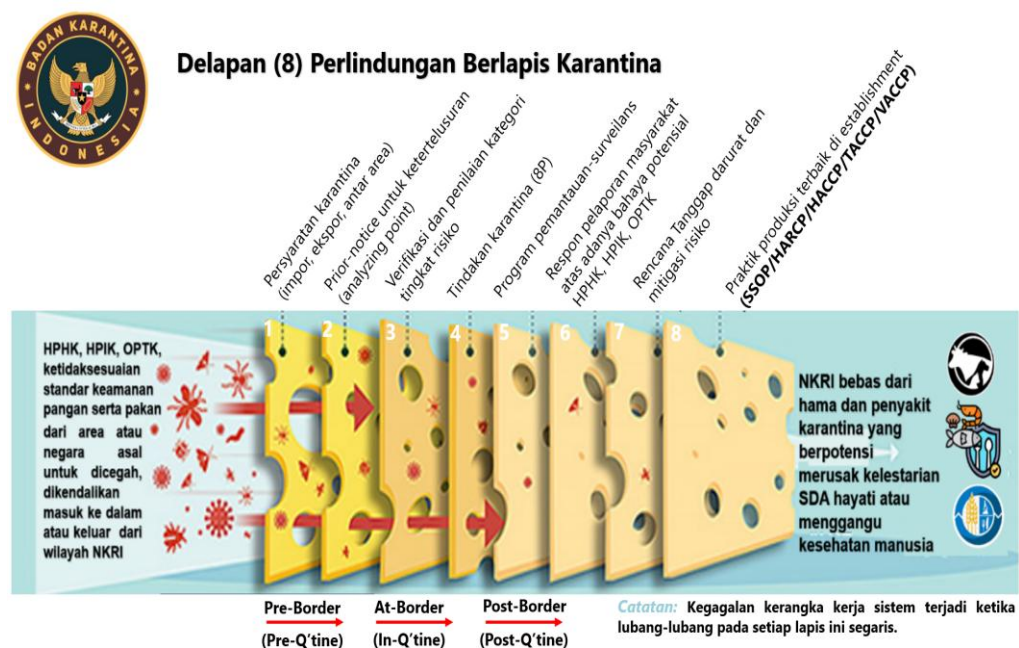 BADAN KARANTINA
INDONESIA
Delapan (8) Perlindungan Berlapis Karantina
Persyaratan karantina
(impor, ekspor, antar area)
Prior-notice untuk ketertelusuran
(analyzing point)
Verifikasi dan penilaian kategori
tingkat risiko
Tindakan karantina (8P)
Program pemantauan-surveilans
Respon pelaporan masyarakat
atas adanya bahaya potensial
HPHK, HPIK, OPTK
Rencana Tanggap darurat dan
mitigasi risiko
Praktik produksi terbaik di establishment
(SSOP/HARCP/HACCP/TACCP/VACCP)
1
2
3
4
5
6
7
8
HPHK, HPIK, OPTK,
ketidaksesuaian
standar keamanan
pangan serta pakan
dari area atau
negara asal
untuk dicegah,
dikendalikan
masuk ke dalam
atau keluar dari
wilayah NKRI
NKRI bebas dari
hama dan penyakit
karantina yang
berpotensi
merusak kelestarian
SDA hayati atau
menggangu
kesehatan manusia
Pre-Border
(Pre-Q'tine)
At-Border
(In-Q'tine)
Post-Border
(Post-Q'tine)
Catatan: Kegagalan kerangka kerja sistem terjadi ketika
lubang-lubang pada setiap lapis ini segaris.